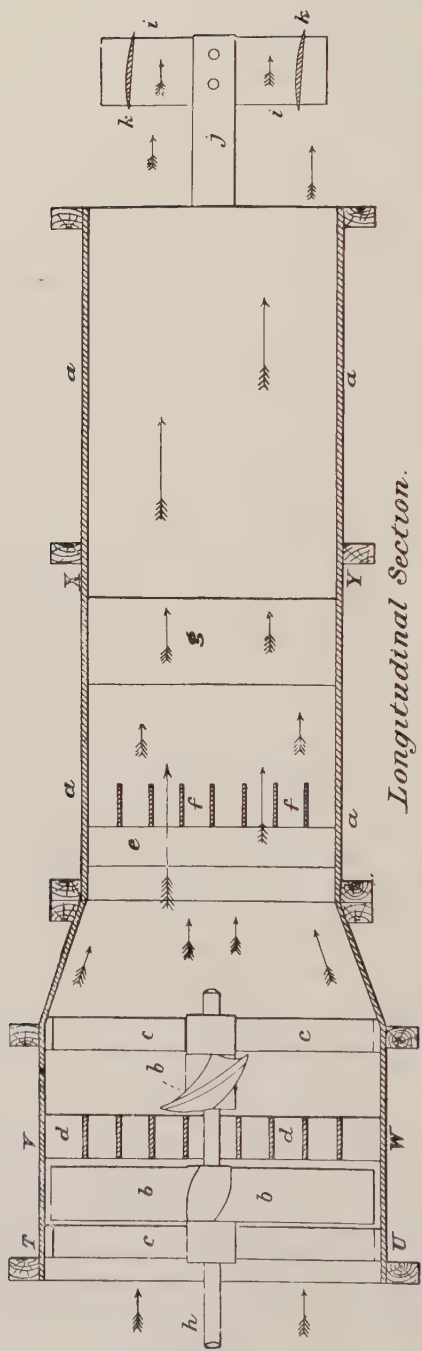 k i
T V a a
X
c b d b c e f g j
h
b d c f i k
U W a Y a
Longitudinal Section.